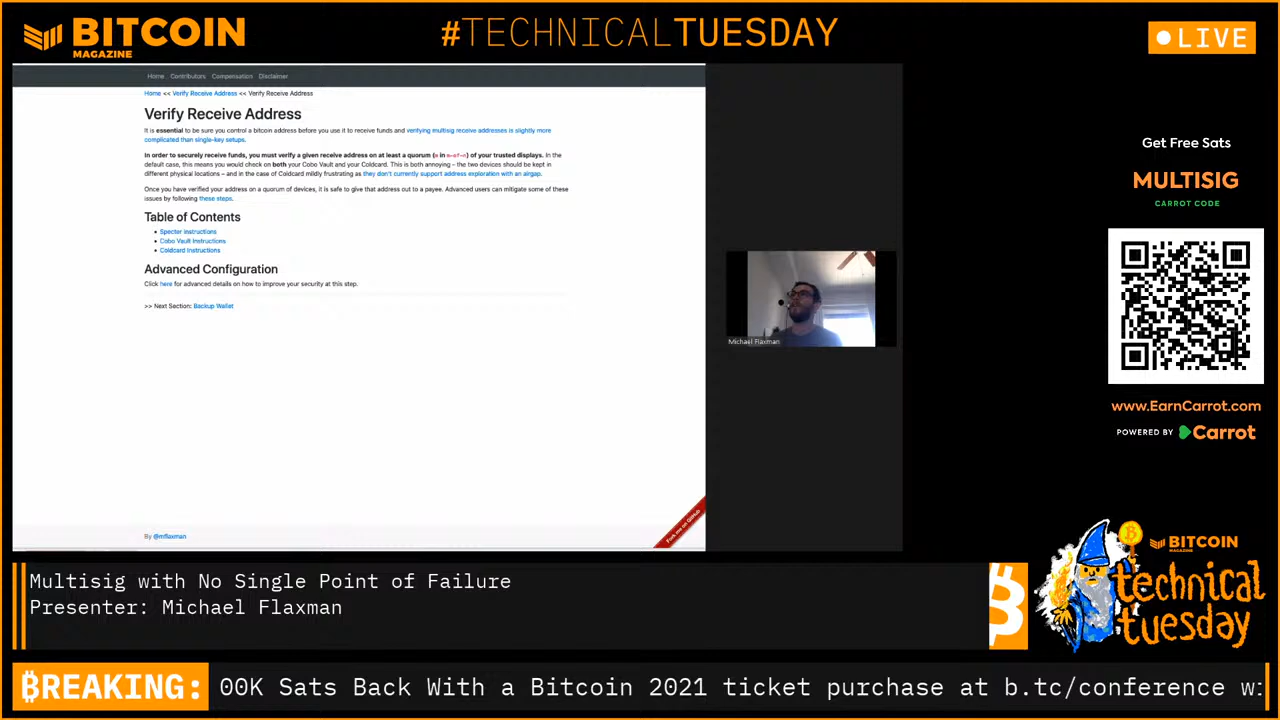 BITCOIN
MAGAZINE
#TECHNICALTUESDAY
LIVE
Home Contributors Compensation Disclaimer
Home << Verify Receive Address << Verify Receive Address
Verify Receive Address
It is essential to be sure you control a bitcoin address before you use it to receive funds and verifying multisig receive addresses is slightly more
complicated than single-key setups.
In order to securely receive funds, you must verify a given receive address on at least a quorum (m in m-of-n) of your trusted displays. In the
default case, this means you would check on both your Cobo Vault and your Coldcard. This is both annoying – the two devices should be kept in
different physical locations – and in the case of Coldcard mildly frustrating as they don't currently support address exploration with an airgap.
Once you have verified your address on a quorum of devices, it is safe to give that address out to a payee. Advanced users can mitigate some of these
issues by following these steps.
Table of Contents
• Specter Instructions
• Cobo Vault Instructions
• Coldcard Instructions
Advanced Configuration
Click here for advanced details on how to improve your security at this step.
>> Next Section: Backup Wallet
By @mflaxman
Fork me on GitHub
Michael Flaxman
Get Free Sats
MULTISIG
CARROT CODE
www.EarnCarrot.com
POWERED BY Carrot
BITCOIN
MAGAZINE
technical
tuesday
Multisig with No Single Point of Failure
Presenter: Michael Flaxman
₿REAKING: 00K Sats Back With a Bitcoin 2021 ticket purchase at b.tc/conference wi